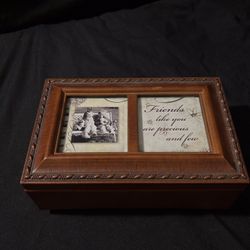 Friends
like you
are precious
and few